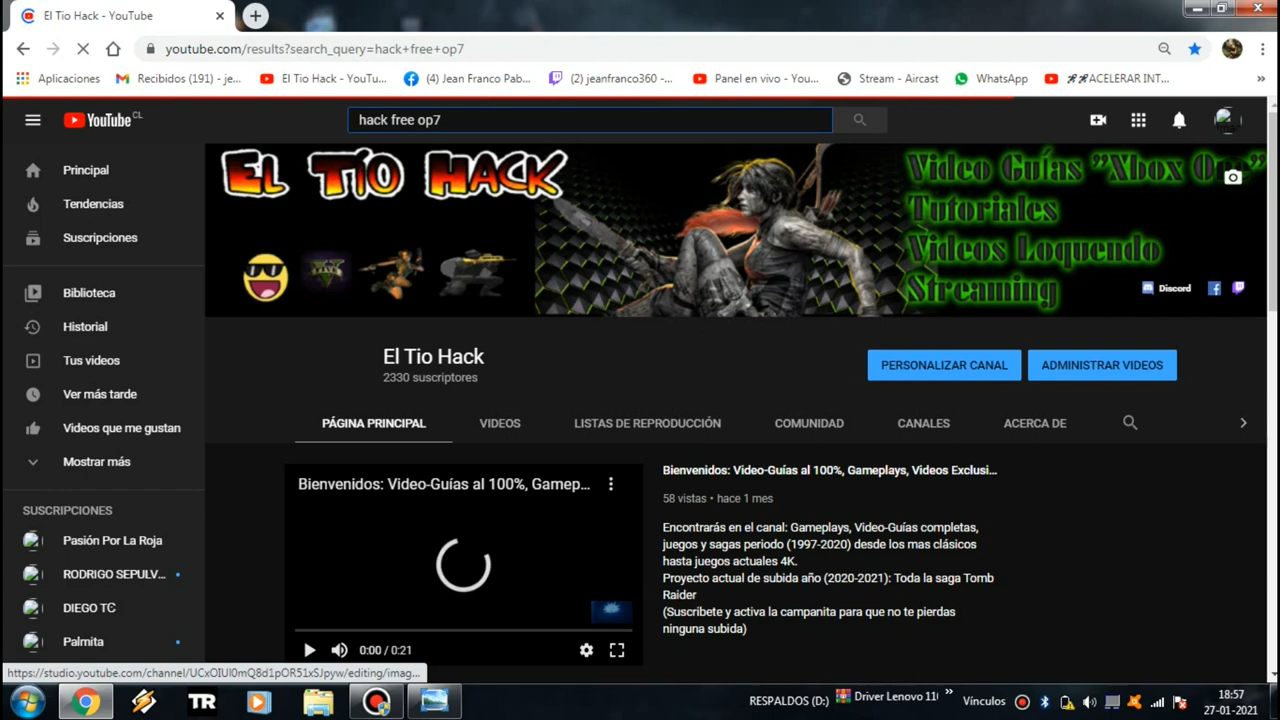 El Tio Hack - YouTube
youtube.com/results?search_query=hack+free+op7
Aplicaciones
Recibidos (191) - je...
El Tio Hack - YouTu...
(4) Jean Franco Pab...
(2) jeanfranco360 -...
Panel en vivo - You...
Stream - Aircast
WhatsApp
ACELERAR INT...
»
YouTube CL
hack free op7
EL TÍO HACK
Video Guías "Xbox One"
Tutoriales
Videos Loquendo
Streaming
Discord
Principal
Tendencias
Suscripciones
Biblioteca
Historial
Tus videos
Ver más tarde
Videos que me gustan
Mostrar más
SUSCRIPCIONES
Pasión Por La Roja
RODRIGO SEPULV...
DIEGO TC
Palmita
El Tio Hack
2330 suscriptores
PERSONALIZAR CANAL
ADMINISTRAR VIDEOS
PÁGINA PRINCIPAL
VIDEOS
LISTAS DE REPRODUCCIÓN
COMUNIDAD
CANALES
ACERCA DE
Bienvenidos: Video-Guías al 100%, Gamep...
0:00 / 0:21
Bienvenidos: Video-Guías al 100%, Gameplays, Videos Exclusi...
58 vistas • hace 1 mes
Encontrarás en el canal: Gameplays, Video-Guías completas,
juegos y sagas periodo (1997-2020) desde los mas clásicos
hasta juegos actuales 4K.
Proyecto actual de subida año (2020-2021): Toda la saga Tomb
Raider
(Suscribete y activa la campanita para que no te pierdas
ninguna subida)
https://studio.youtube.com/channel/UCxOIUl0mQ8d1pOR51xSJpyw/editing/imag...
TR
RESPALDOS (D:)
Driver Lenovo 110
»
Vínculos
18:57
27-01-2021